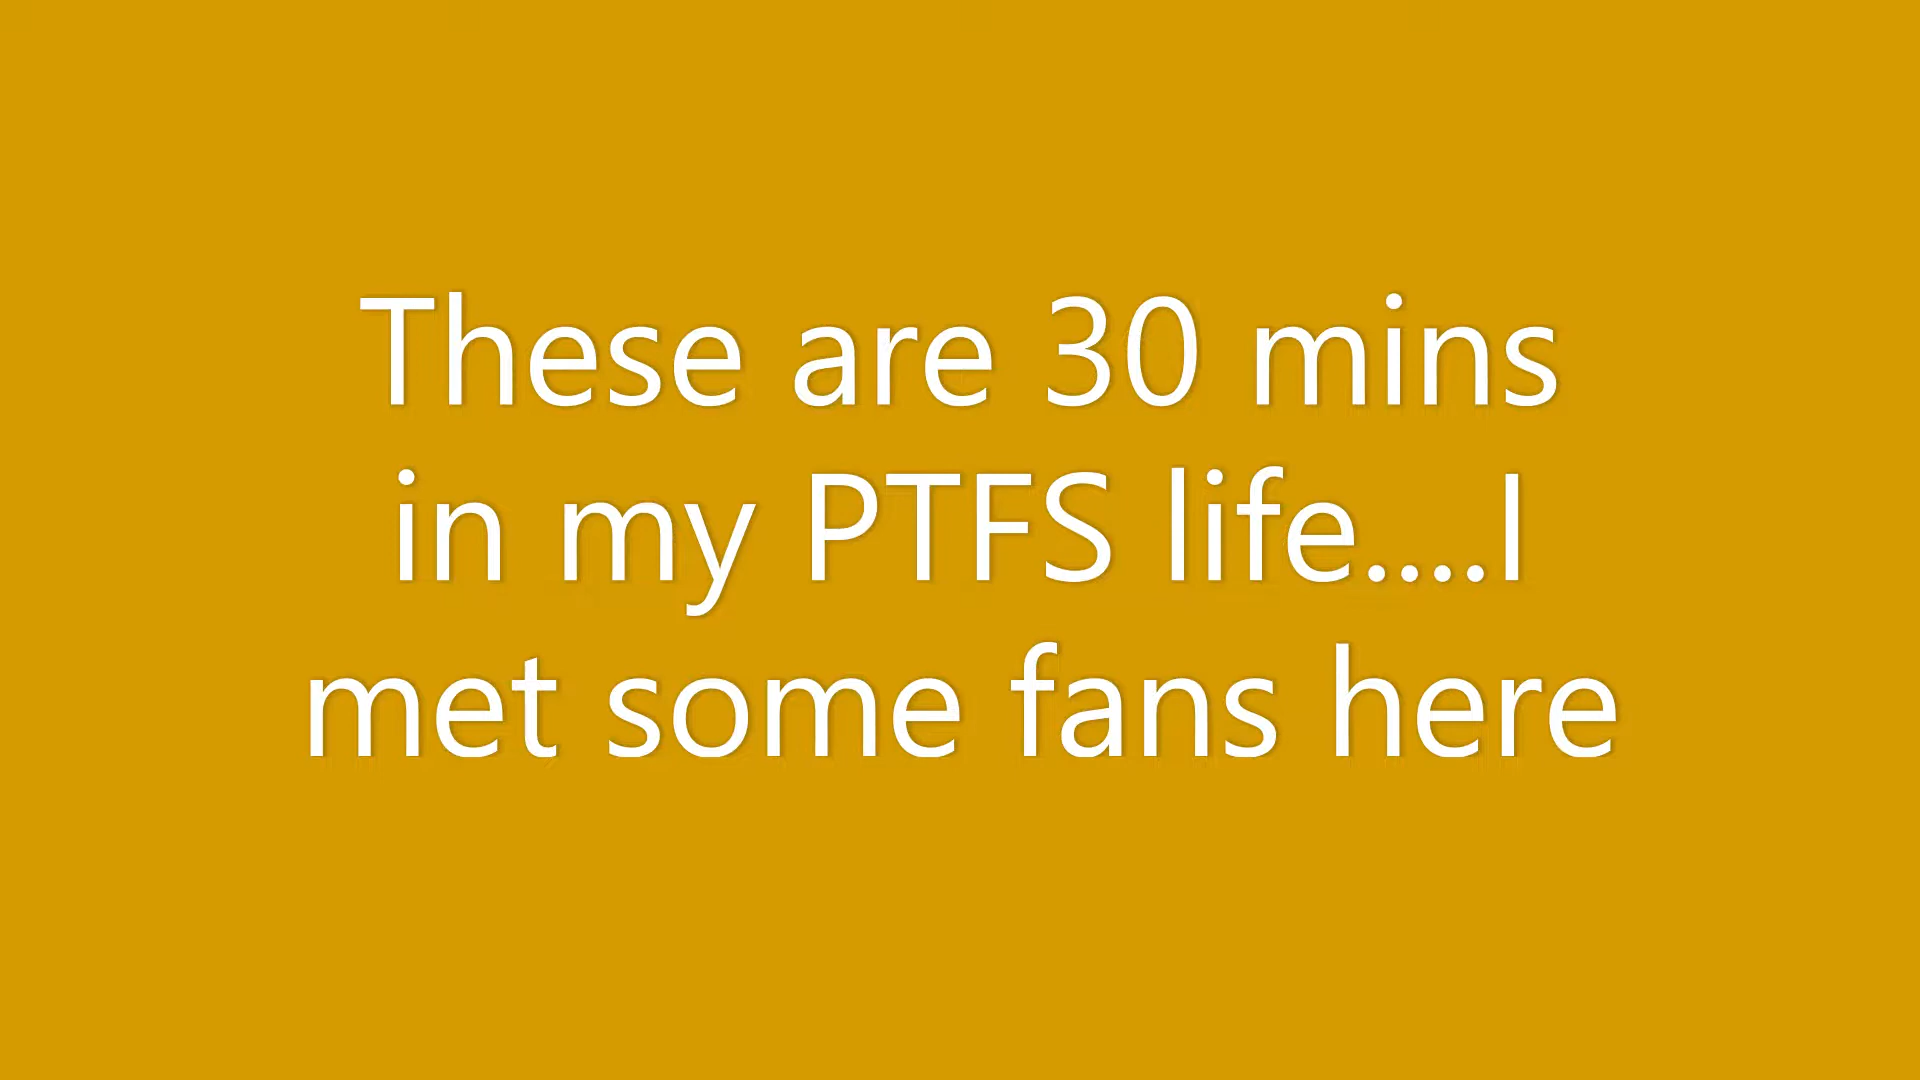 These are 30 mins
in my PTFS life....I
met some fans here